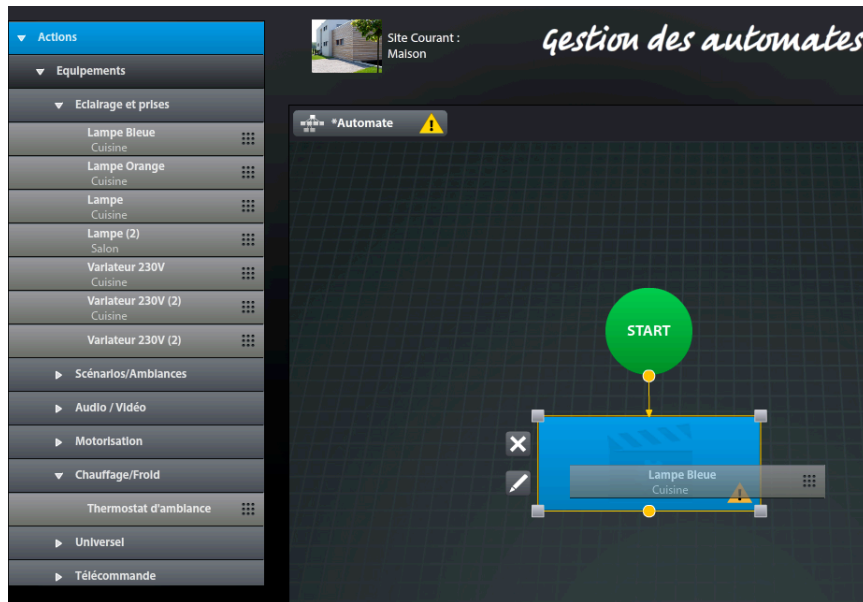 Actions
Equipements
Eclairage et prises
Lampe Bleue
Cuisine
Lampe Orange
Cuisine
Lampe
Cuisine
Lampe (2)
Salon
Variateur 230V
Cuisine
Variateur 230V (2)
Cuisine
Variateur 230V (2)
Scénarios/Ambiances
Audio / Vidéo
Motorisation
Chauffage/Froid
Thermostat d'ambiance
Universel
Télécommande
Site Courant :
Maison
Gestion des automates
*Automate
START
Lampe Bleue
Cuisine